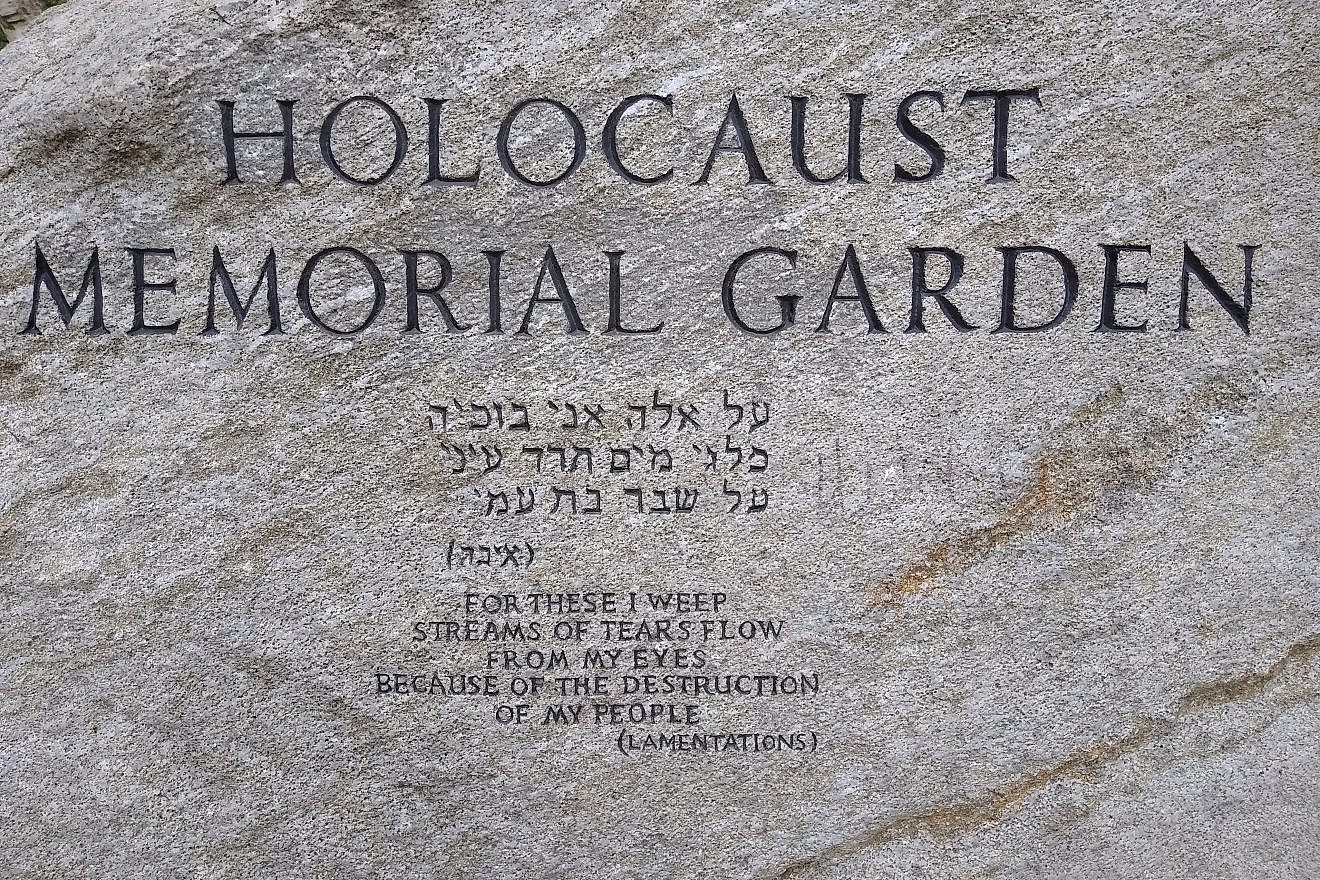 HOLOCAUST
MEMORIAL GARDEN
על אלה אני בוכיה
פלגי מים תרד עיני
על שבר בת עמי
(איכה)
FOR THESE I WEEP
STREAMS OF TEARS FLOW
FROM MY EYES
BECAUSE OF THE DESTRUCTION
OF MY PEOPLE
(LAMENTATIONS)